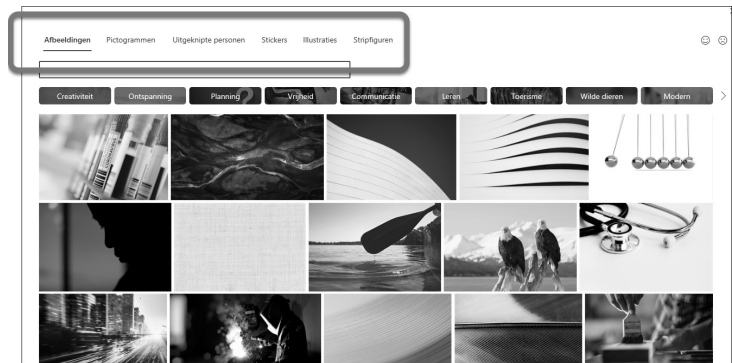 Afbeeldingen Pictogrammen Uitgeknipte personen Stickers Illustraties Stripfiguren
Creativiteit Ontspanning Planning Vrijheid Communicatie Leren Toerisme Wilde dieren Modern